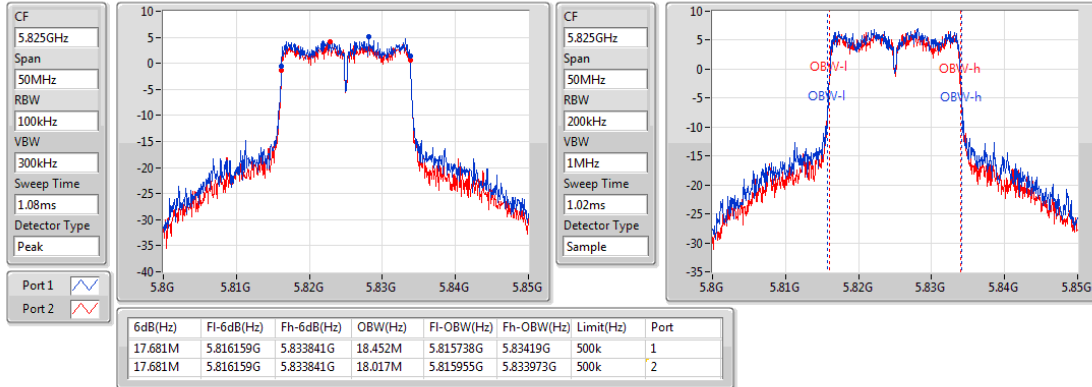 CF
5.825GHz
Span
50MHz
RBW
100kHz
VBW
300kHz
Sweep Time
1.08ms
Detector Type
Peak
Port 1
Port 2
10
5
0
-5
-10
-15
-20
-25
-30
-35
-40
5.8G 5.81G 5.82G 5.83G 5.84G 5.85G
CF
5.825GHz
Span
50MHz
RBW
200kHz
VBW
1MHz
Sweep Time
1.02ms
Detector Type
Sample
10
5
0
-5
-10
-15
-20
-25
-30
-35
OBW-l OBW-h
OBW-l OBW-h
5.8G 5.81G 5.82G 5.83G 5.84G 5.85G
6dB(Hz) Fl-6dB(Hz) Fh-6dB(Hz) OBW(Hz) Fl-OBW(Hz) Fh-OBW(Hz) Limit(Hz) Port
17.681M 5.816159G 5.833841G 18.452M 5.815738G 5.83419G 500k 1
17.681M 5.816159G 5.833841G 18.017M 5.815955G 5.833973G 500k 2